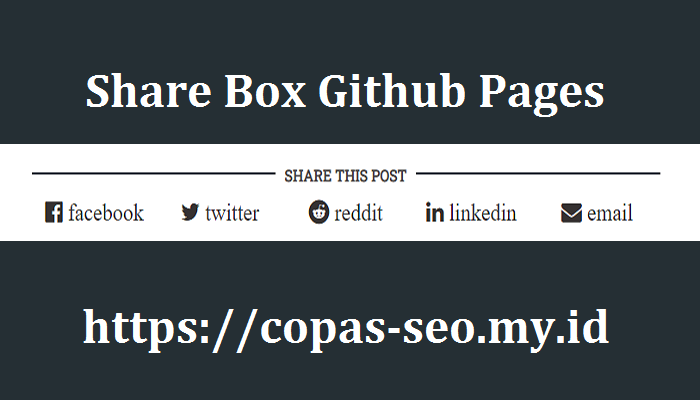 Share Box Github Pages
SHARE THIS POST
facebook twitter reddit linkedin email
https://copas-seo.my.id